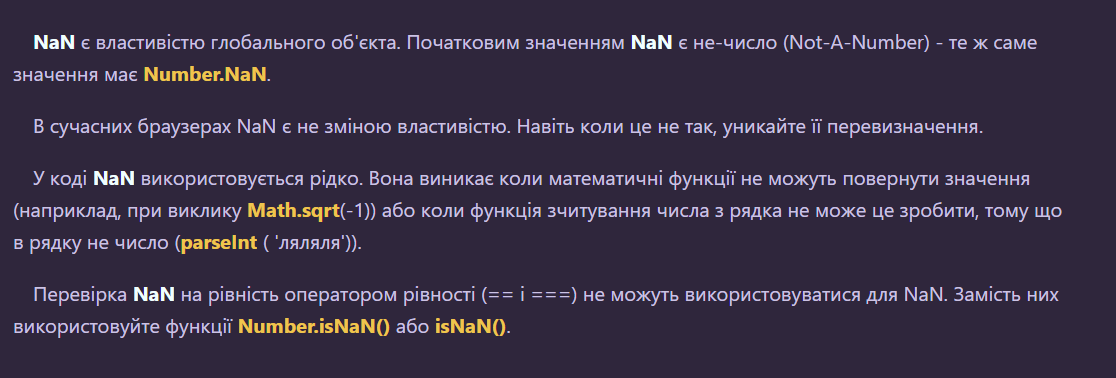 NaN є властивістю глобального об'єкта. Початковим значенням NaN є не-число (Not-A-Number) - те ж саме
значення має Number.NaN.
В сучасних браузерах NaN є не зміною властивістю. Навіть коли це не так, уникайте її перевизначення.
У коді NaN використовується рідко. Вона виникає коли математичні функції не можуть повернути значення
(наприклад, при виклику Math.sqrt(-1)) або коли функція зчитування числа з рядка не може це зробити, тому що
в рядку не число (parseInt ( 'ляляля')).
Перевірка NaN на рівність оператором рівності (== і ===) не можуть використовуватися для NaN. Замість них
використовуйте функції Number.isNaN() або isNaN().